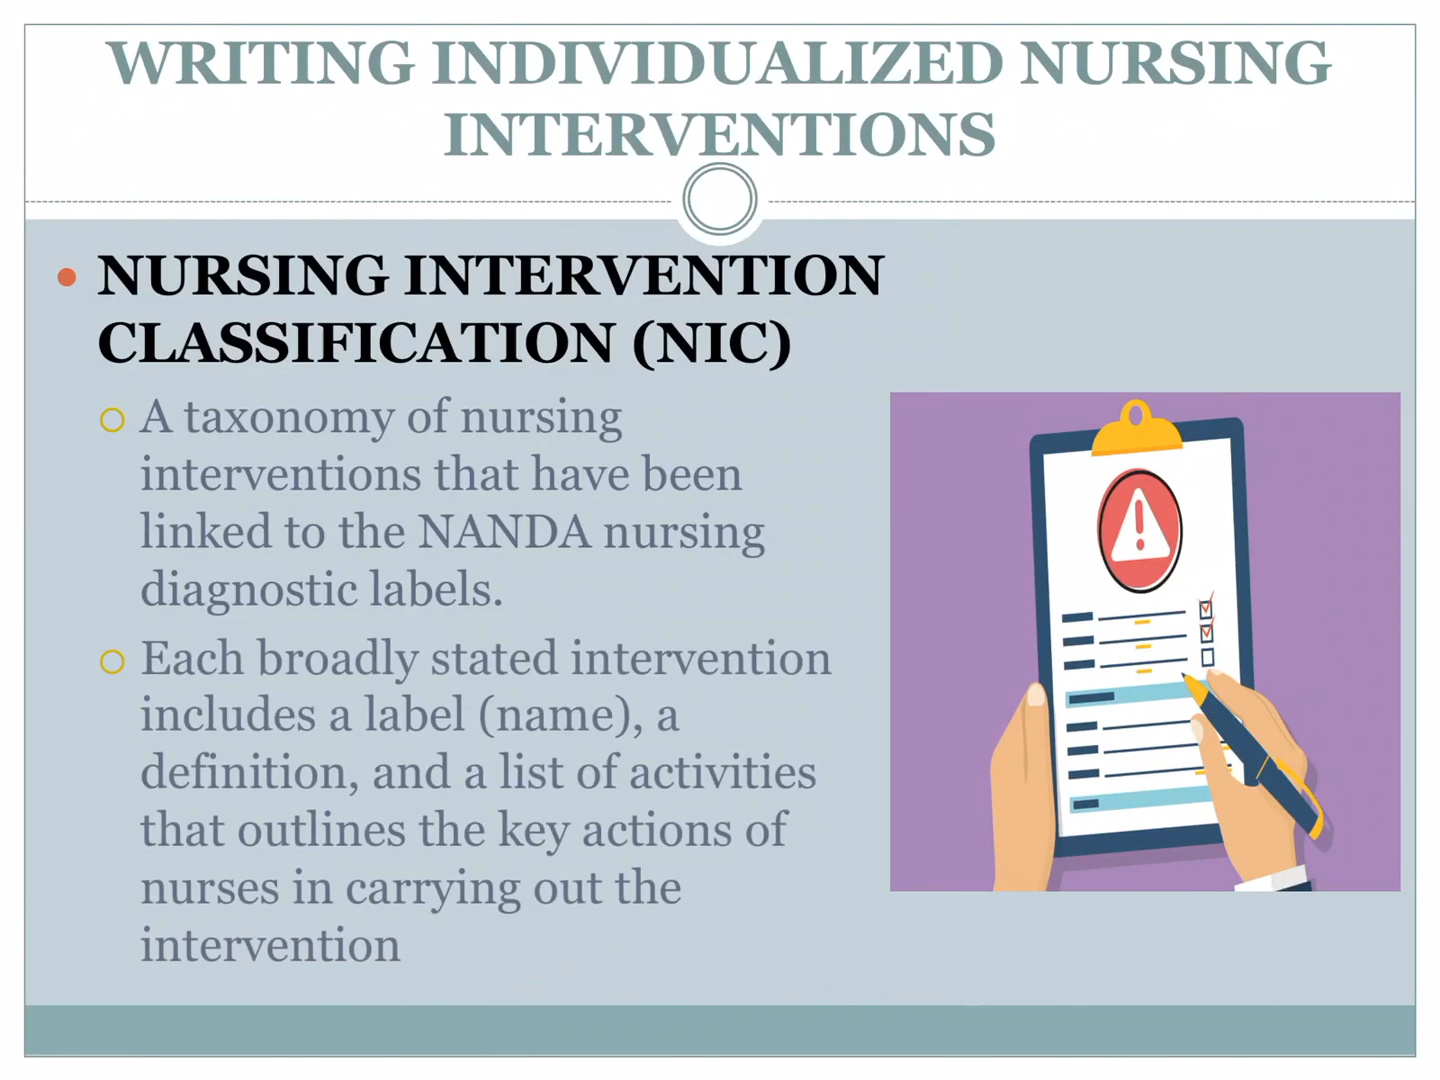 WRITING INDIVIDUALIZED NURSING
INTERVENTIONS
NURSING INTERVENTION
CLASSIFICATION (NIC)
A taxonomy of nursing
interventions that have been
linked to the NANDA nursing
diagnostic labels.
Each broadly stated intervention
includes a label (name), a
definition, and a list of activities
that outlines the key actions of
nurses in carrying out the
intervention